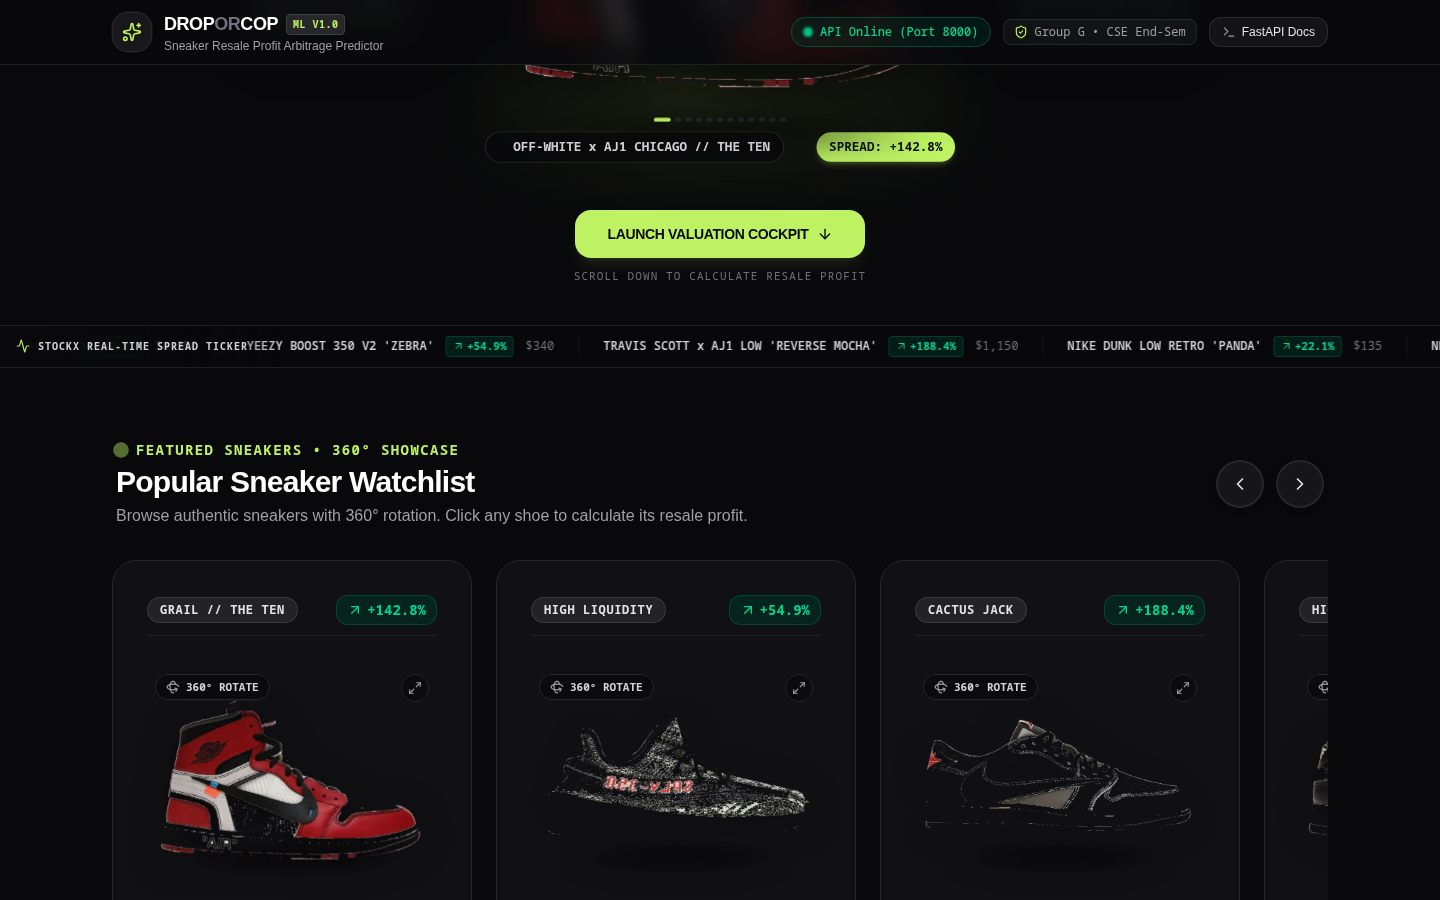 DROPORCOP ML V1.0
Sneaker Resale Profit Arbitrage Predictor
API Online (Port 8000)
Group G • CSE End-Sem
FastAPI Docs
OFF-WHITE x AJ1 CHICAGO // THE TEN
SPREAD: +142.8%
LAUNCH VALUATION COCKPIT
SCROLL DOWN TO CALCULATE RESALE PROFIT
STOCKX REAL-TIME SPREAD TICKER
YEEZY BOOST 350 V2 'ZEBRA' +54.9% $340
TRAVIS SCOTT x AJ1 LOW 'REVERSE MOCHA' +188.4% $1,150
NIKE DUNK LOW RETRO 'PANDA' +22.1% $135
FEATURED SNEAKERS • 360° SHOWCASE
Popular Sneaker Watchlist
Browse authentic sneakers with 360° rotation. Click any shoe to calculate its resale profit.
GRAIL // THE TEN
+142.8%
360° ROTATE
"AIR"
HIGH LIQUIDITY
+54.9%
360° ROTATE
CACTUS JACK
+188.4%
360° ROTATE
HI